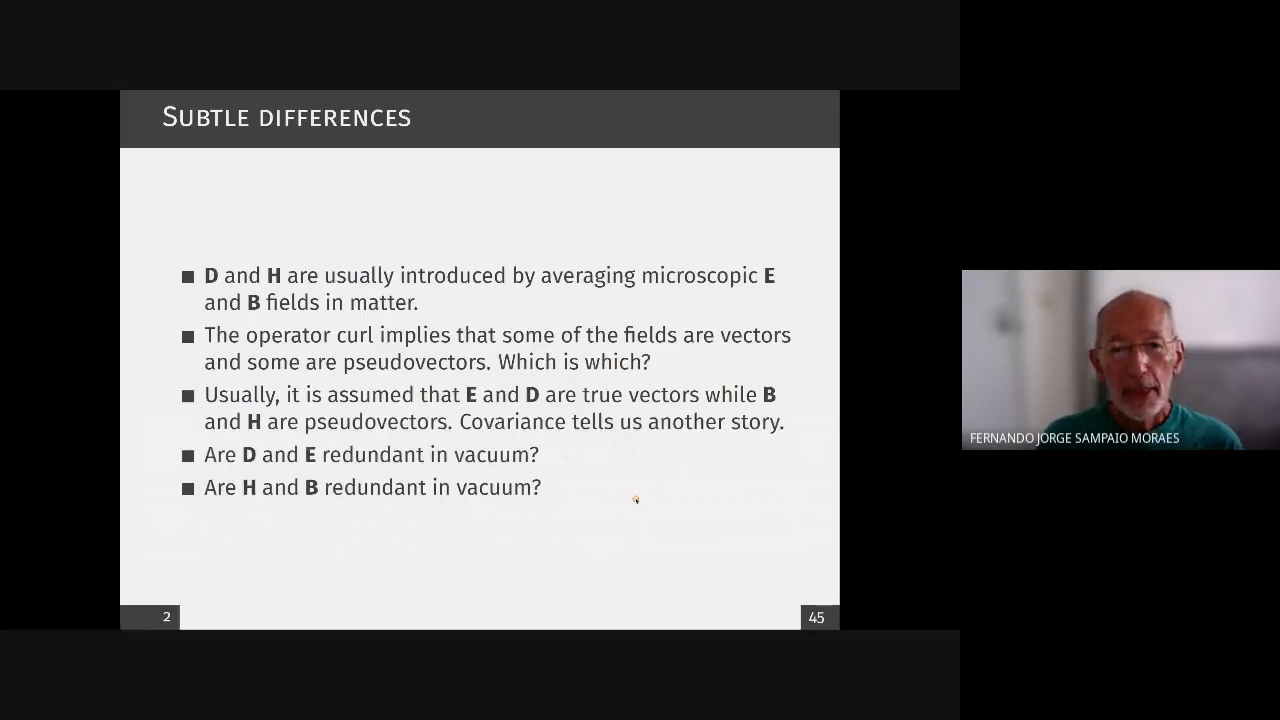 SUBTLE DIFFERENCES
■ D and H are usually introduced by averaging microscopic E
and B fields in matter.
■ The operator curl implies that some of the fields are vectors
and some are pseudovectors. Which is which?
■ Usually, it is assumed that E and D are true vectors while B
and H are pseudovectors. Covariance tells us another story.
■ Are D and E redundant in vacuum?
■ Are H and B redundant in vacuum?
2
45
FERNANDO JORGE SAMPAIO MORAES